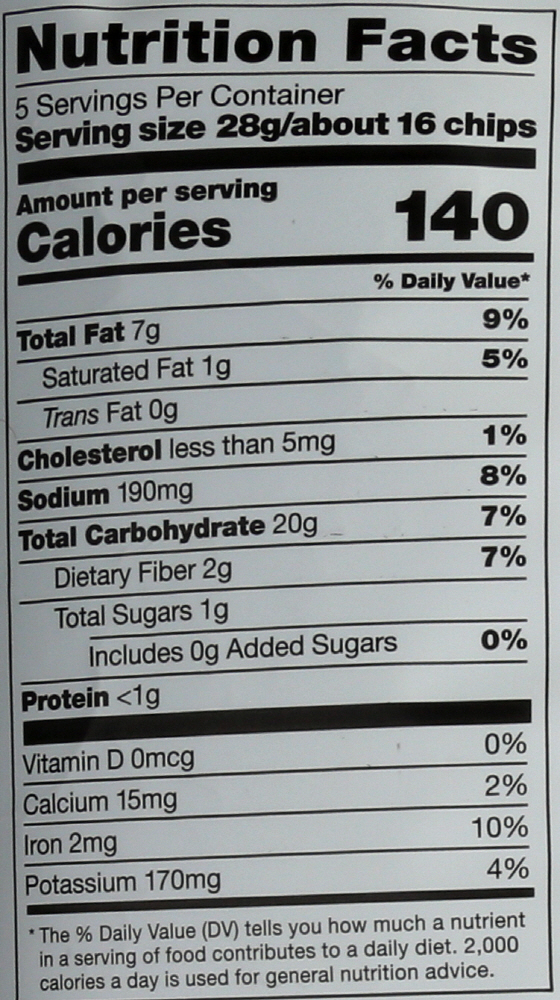 Nutrition Facts
5 Servings Per Container
Serving size 28g/about 16 chips
Amount per serving
Calories 140
% Daily Value*
Total Fat 7g 9%
Saturated Fat 1g 5%
Trans Fat 0g
Cholesterol less than 5mg 1%
Sodium 190mg 8%
Total Carbohydrate 20g 7%
Dietary Fiber 2g 7%
Total Sugars 1g
Includes 0g Added Sugars 0%
Protein <1g
Vitamin D 0mcg 0%
Calcium 15mg 2%
Iron 2mg 10%
Potassium 170mg 4%
* The % Daily Value (DV) tells you how much a nutrient
in a serving of food contributes to a daily diet. 2,000
calories a day is used for general nutrition advice.